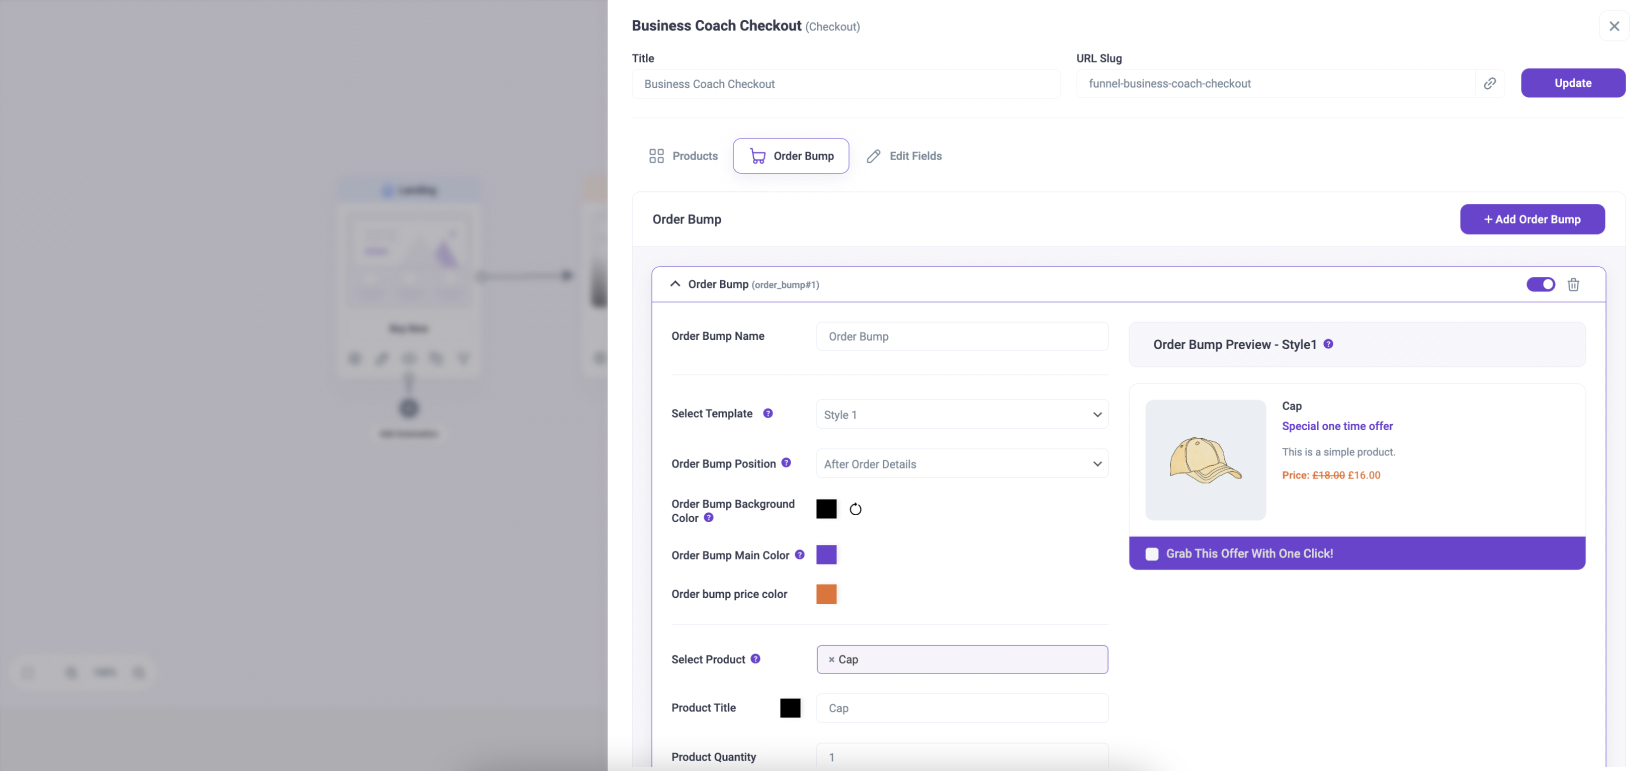 Business Coach Checkout (Checkout)
Title
URL Slug
Business Coach Checkout
funnel-business-coach-checkout
Update
Products
Order Bump
Edit Fields
Order Bump
+ Add Order Bump
Order Bump (order_bump#1)
Order Bump Name
Order Bump
Select Template ?
Style 1
Order Bump Position ?
After Order Details
Order Bump Background
Color ?
Order Bump Main Color ?
Order bump price color
Select Product ?
× Cap
Product Title
Cap
Product Quantity
1
Order Bump Preview - Style1 ?
Cap
Special one time offer
This is a simple product.
Price: £18.00 £16.00
Grab This Offer With One Click!
Landing